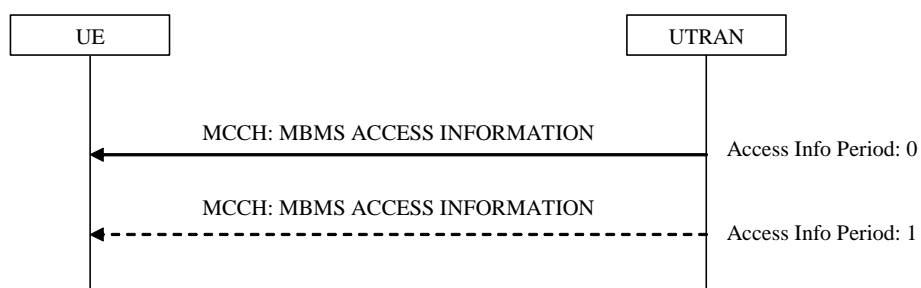 UE
UTRAN
MCCH: MBMS ACCESS INFORMATION
Access Info Period: 0
MCCH: MBMS ACCESS INFORMATION
Access Info Period: 1